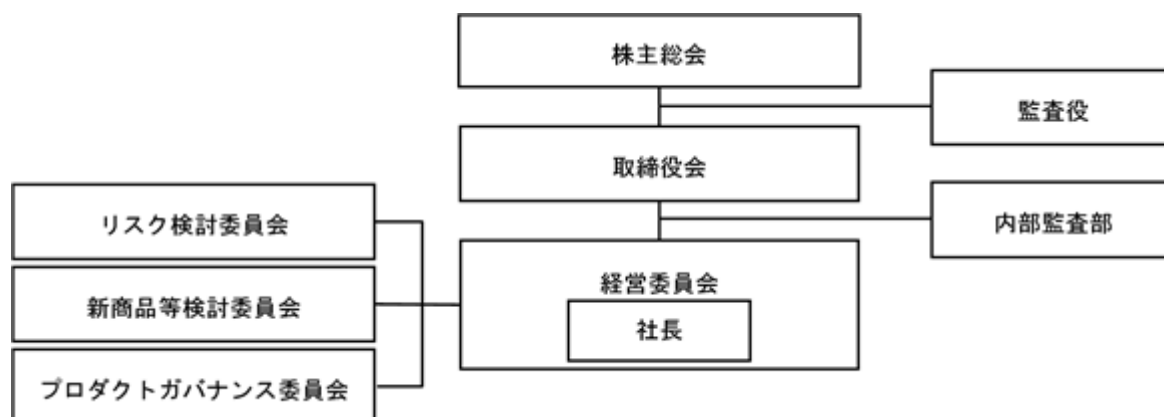 株主総会
監査役
取締役会
リスク検討委員会
内部監査部
新商品等検討委員会
経営委員会
社長
プロダクトガバナンス委員会